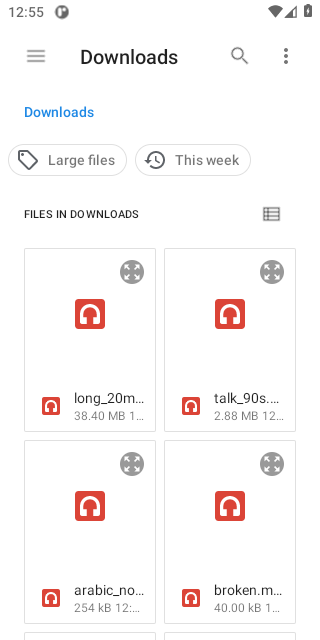 12:55
Downloads
Downloads
Large files
This week
FILES IN DOWNLOADS
long_20m...
38.40 MB 1...
talk_90s....
2.88 MB 12...
arabic_no...
254 kB 12:...
broken.m...
40.00 kB 1...